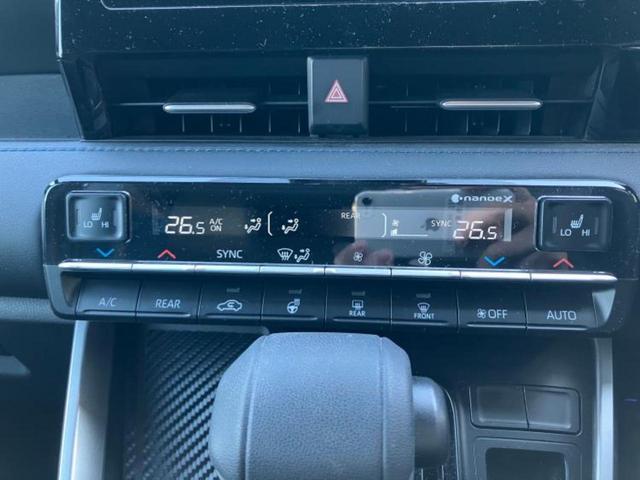 nanoeX
26.5 A/C ON REAR SYNC 26.5
LO HI
LO HI
SYNC
A/C REAR REAR FRONT OFF AUTO